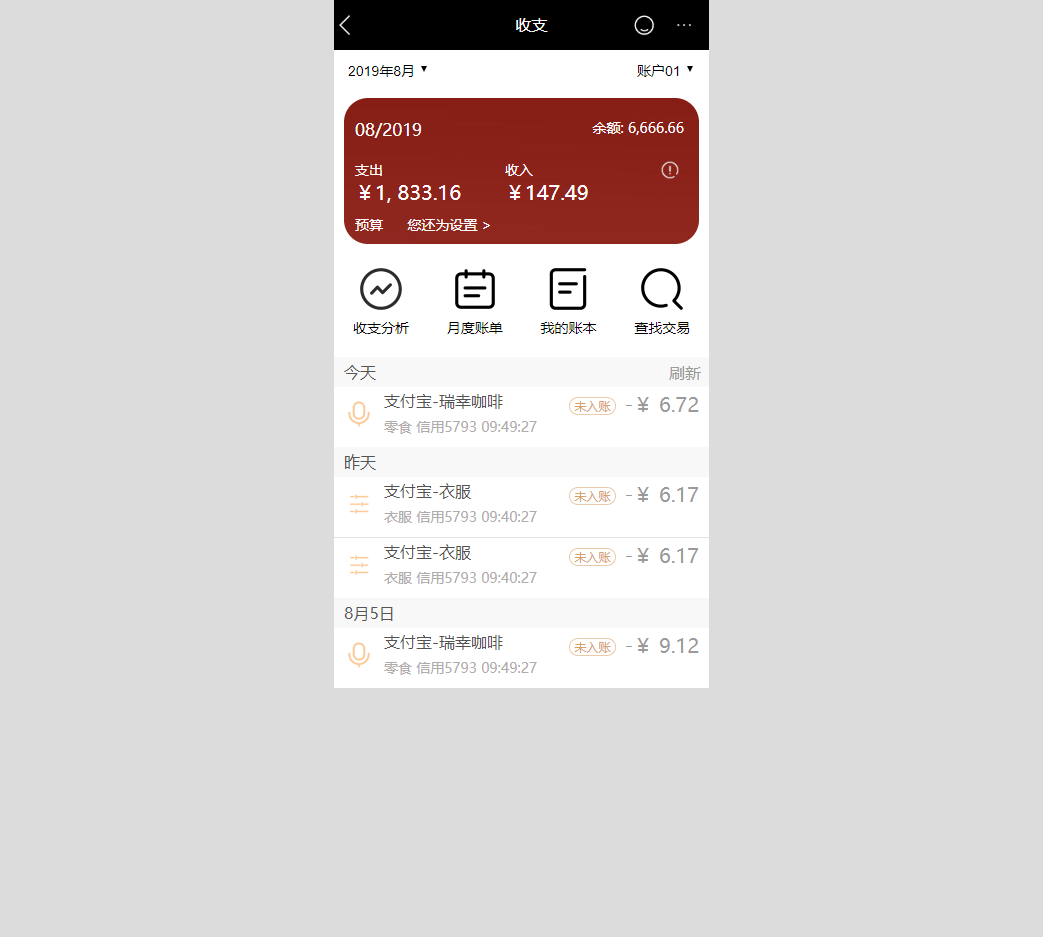 收支
2019年8月 ▼ 账户01 ▼
08/2019 余额: 6,666.66
支出 收入
￥1, 833.16 ￥147.49
预算 您还为设置 >
收支分析 月度账单 我的账本 查找交易
今天 刷新
支付宝-瑞幸咖啡 未入账 -￥ 6.72
零食 信用5793 09:49:27
昨天
支付宝-衣服 未入账 -￥ 6.17
衣服 信用5793 09:40:27
支付宝-衣服 未入账 -￥ 6.17
衣服 信用5793 09:40:27
8月5日
支付宝-瑞幸咖啡 未入账 -￥ 9.12
零食 信用5793 09:49:27